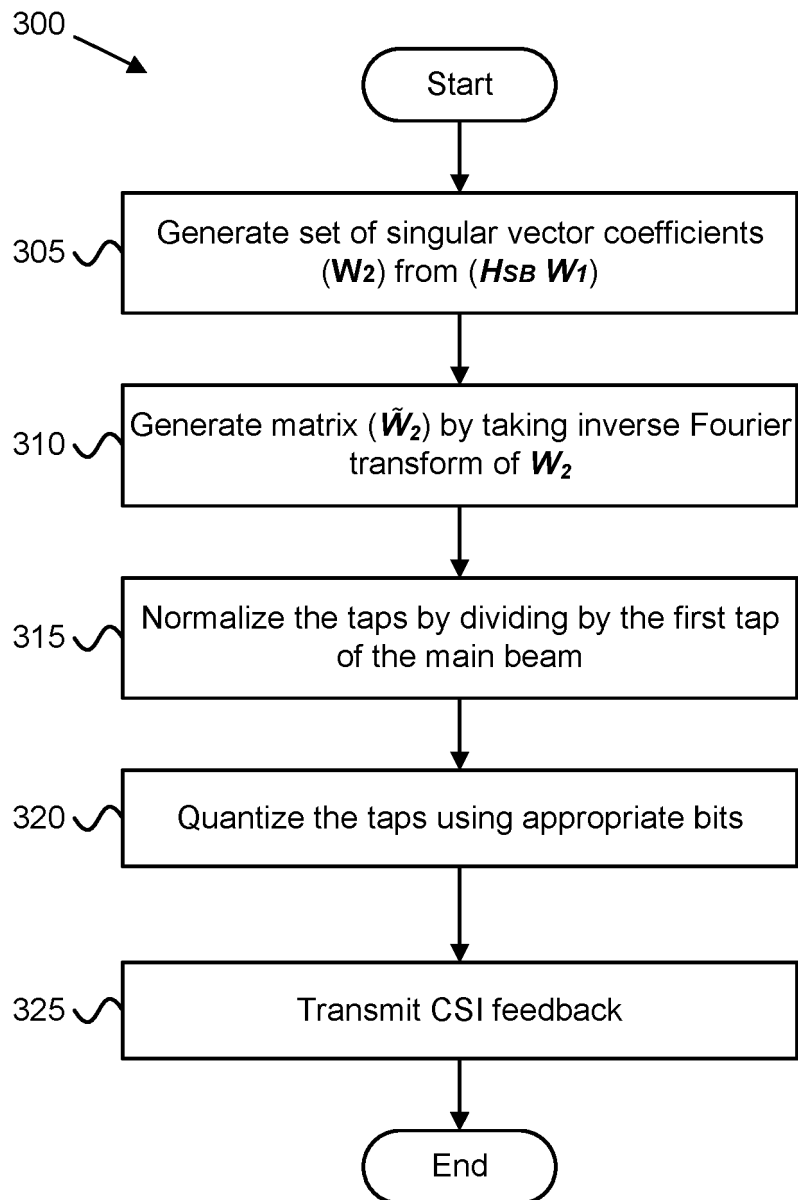 300
Start
305
Generate set of singular vector coefficients
(W2) from (HSB W1)
310
Generate matrix (W̃2) by taking inverse Fourier
transform of W2
315
Normalize the taps by dividing by the first tap
of the main beam
320
Quantize the taps using appropriate bits
325
Transmit CSI feedback
End